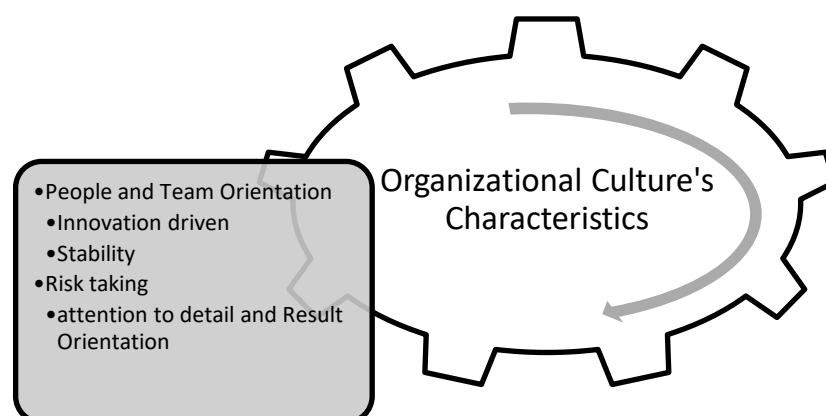 •People and Team Orientation
•Innovation driven
•Stability
•Risk taking
•attention to detail and Result
Orientation
Organizational Culture's
Characteristics